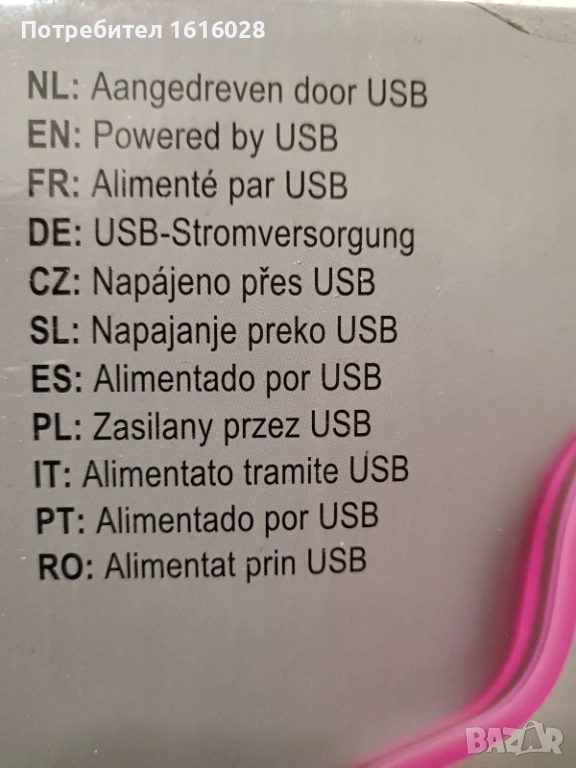 Потребител 1616028
NL: Aangedreven door USB
EN: Powered by USB
FR: Alimenté par USB
DE: USB-Stromversorgung
CZ: Napájeno přes USB
SL: Napajanje preko USB
ES: Alimentado por USB
PL: Zasilany przez USB
IT: Alimentato tramite USB
PT: Alimentado por USB
RO: Alimentat prin USB
BAZAR